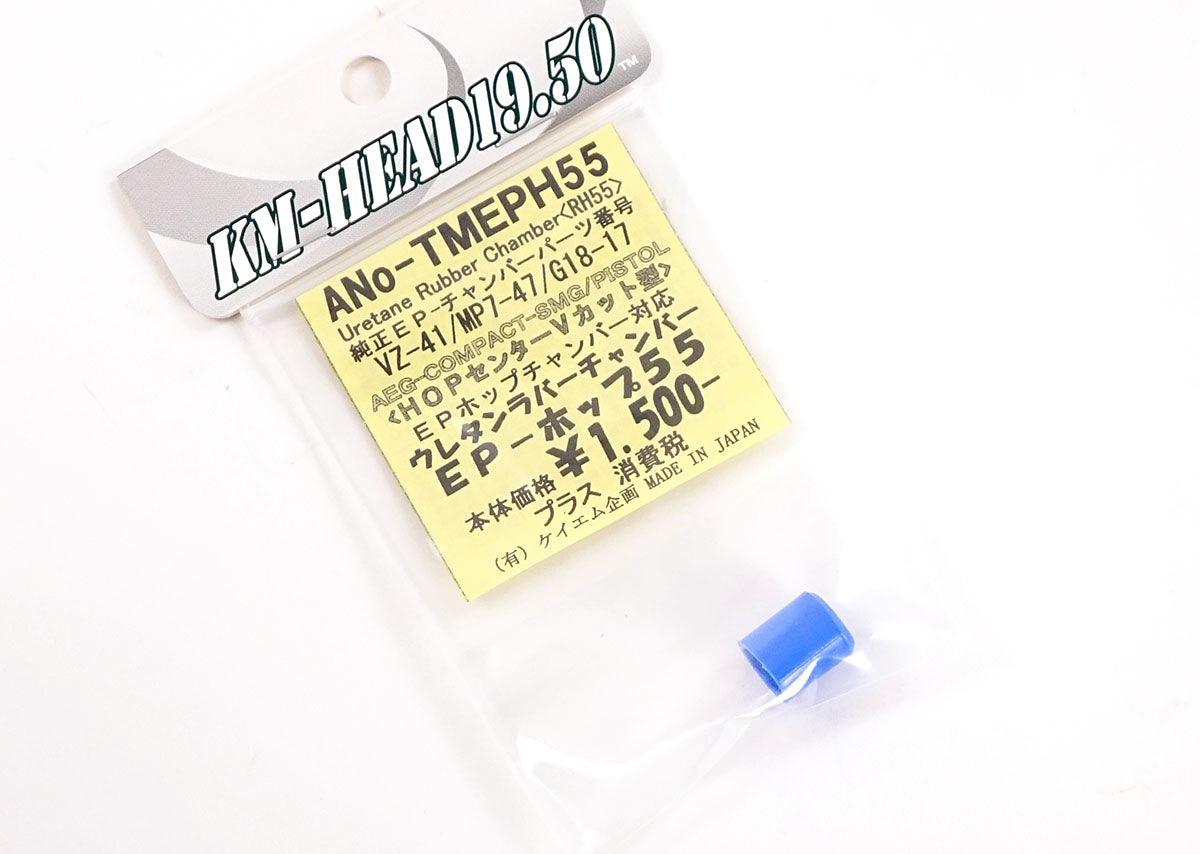 KM-HEAD19.50 TM
ANo-TMEPH55
Uretane Rubber Chamber<RH55>
純正EP-チャンバーパーツ番号
VZ-41/MP7-47/G18-17
AEG-COMPACT-SMG/PISTOL
<HOPセンターVカット型>
EPホップチャンバー対応
ウレタンラバーチャンバー
EP-ホップ55
本体価格 ¥1.500-
プラス 消費税
(有) ケイエム企画 MADE IN JAPAN